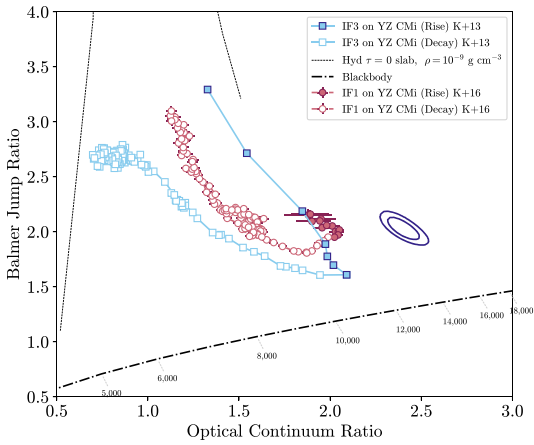 4.0
3.5
3.0
2.5
2.0
1.5
1.0
0.5
Balmer Jump Ratio
IF3 on YZ CMi (Rise) K+13
IF3 on YZ CMi (Decay) K+13
Hyd τ = 0 slab, ρ = 10⁻⁹ g cm⁻³
Blackbody
IF1 on YZ CMi (Rise) K+16
IF1 on YZ CMi (Decay) K+16
5,000
6,000
8,000
10,000
12,000
14,000
16,000
18,000
0.5 1.0 1.5 2.0 2.5 3.0
Optical Continuum Ratio